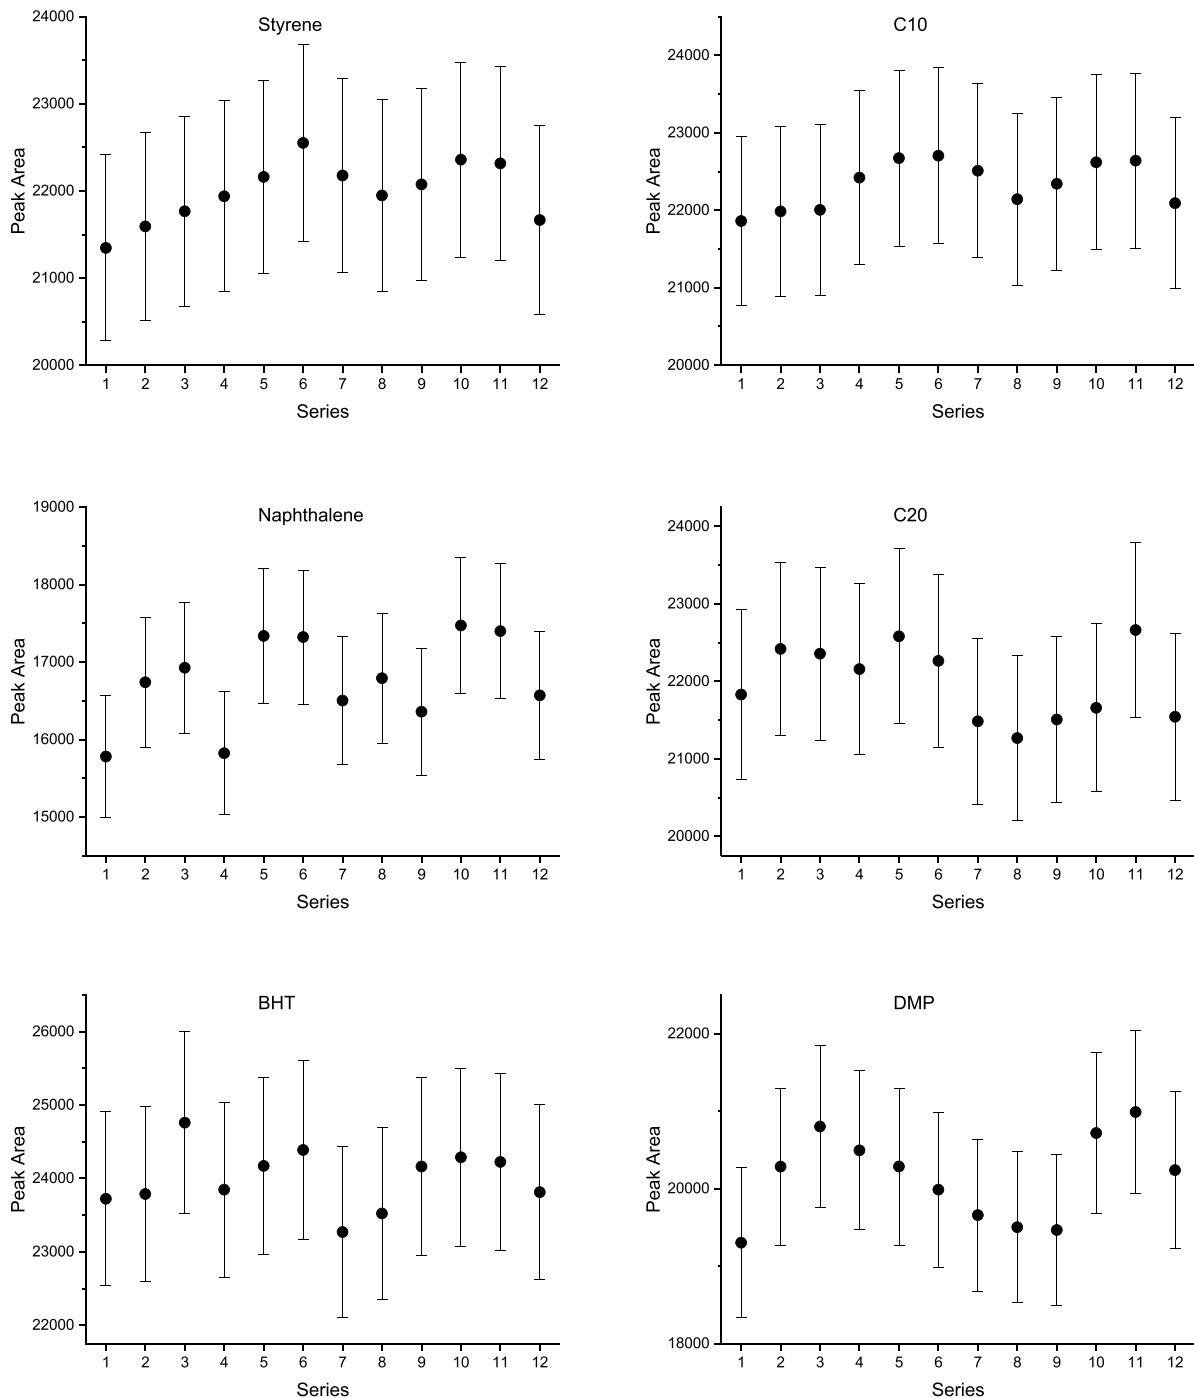 Styrene
24000
23000
22000
21000
20000
Peak Area
1 2 3 4 5 6 7 8 9 10 11 12
Series
C10
24000
23000
22000
21000
20000
Peak Area
1 2 3 4 5 6 7 8 9 10 11 12
Series
Naphthalene
19000
18000
17000
16000
15000
Peak Area
1 2 3 4 5 6 7 8 9 10 11 12
Series
C20
24000
23000
22000
21000
20000
Peak Area
1 2 3 4 5 6 7 8 9 10 11 12
Series
BHT
26000
25000
24000
23000
22000
Peak Area
1 2 3 4 5 6 7 8 9 10 11 12
Series
DMP
22000
20000
18000
Peak Area
1 2 3 4 5 6 7 8 9 10 11 12
Series